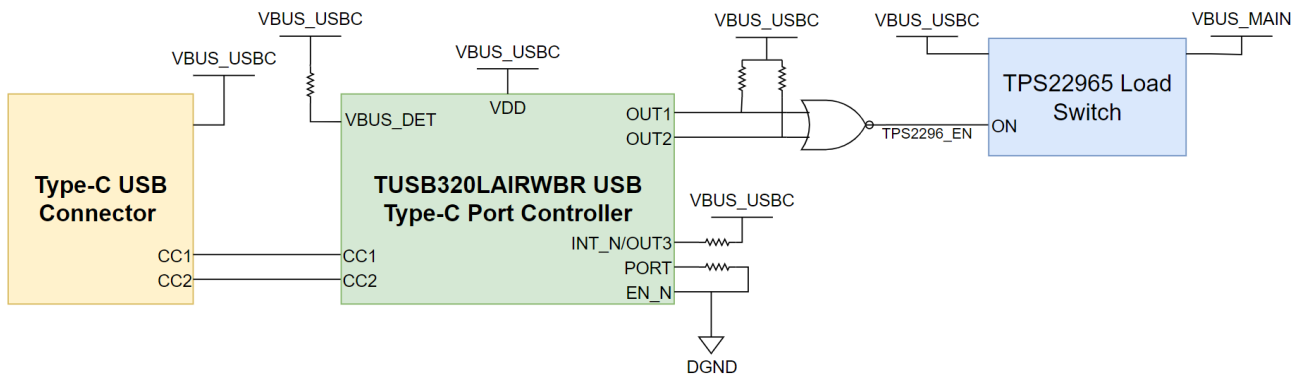 VBUS_USBC
VBUS_USBC
VBUS_USBC
VBUS_USBC
VBUS_USBC
VBUS_MAIN
Type-C USB
Connector
CC1
CC2
VDD
VBUS_DET
OUT1
OUT2
TUSB320LAIRWBR USB
Type-C Port Controller
CC1
CC2
INT_N/OUT3
PORT
EN_N
VBUS_USBC
DGND
TPS2296_EN
TPS22965 Load
Switch
ON